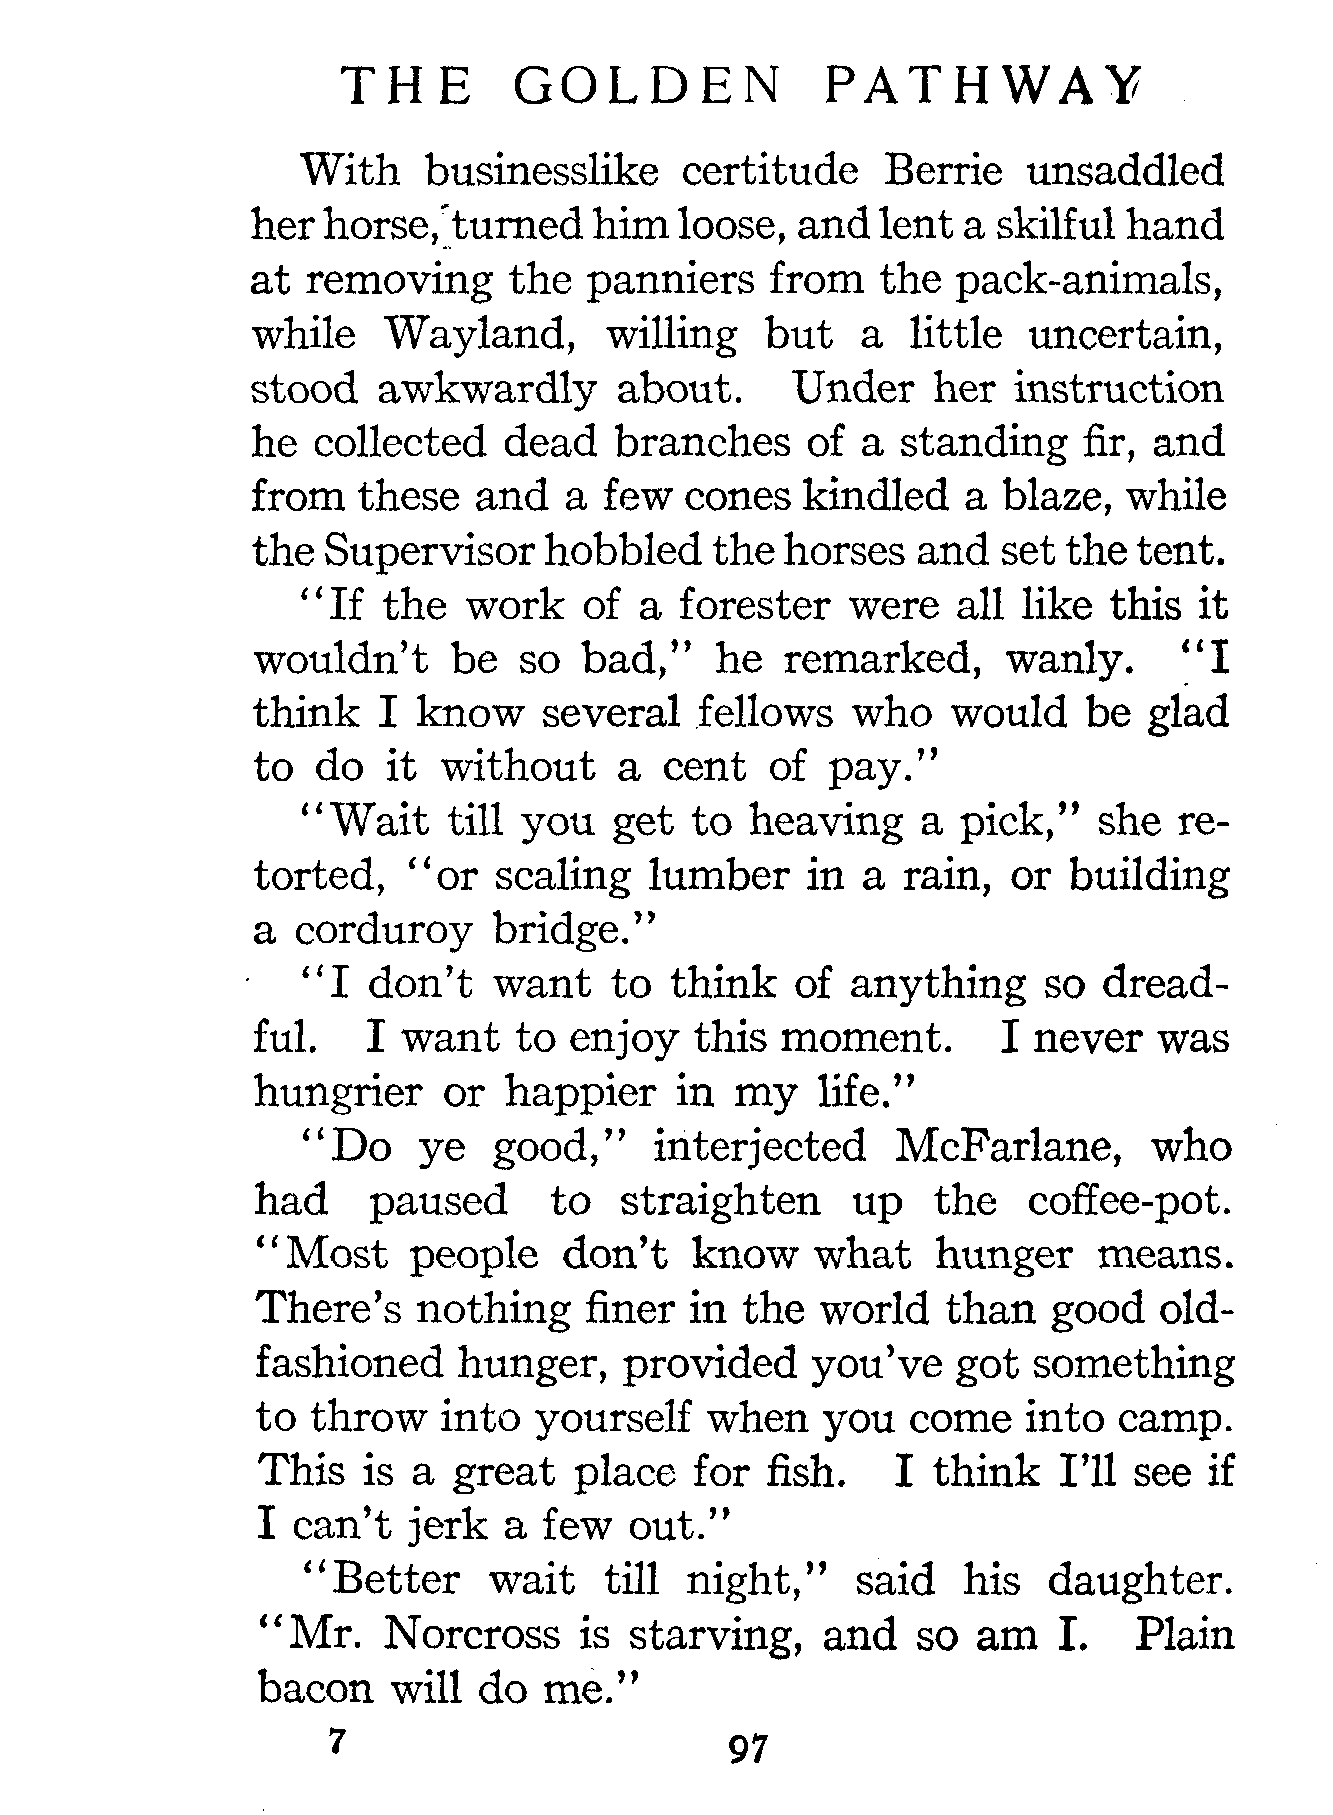 THE GOLDEN PATHWAY
With businesslike certitude Berrie unsaddled
her horse, turned him loose, and lent a skilful hand
at removing the panniers from the pack-animals,
while Wayland, willing but a little uncertain,
stood awkwardly about. Under her instruction
he collected dead branches of a standing fir, and
from these and a few cones kindled a blaze, while
the Supervisor hobbled the horses and set the tent.
"If the work of a forester were all like this it
wouldn't be so bad," he remarked, wanly. "I
think I know several fellows who would be glad
to do it without a cent of pay."
"Wait till you get to heaving a pick," she re-
torted, "or scaling lumber in a rain, or building
a corduroy bridge."
"I don't want to think of anything so dread-
ful. I want to enjoy this moment. I never was
hungrier or happier in my life."
"Do ye good," interjected McFarlane, who
had paused to straighten up the coffee-pot.
"Most people don't know what hunger means.
There's nothing finer in the world than good old-
fashioned hunger, provided you've got something
to throw into yourself when you come into camp.
This is a great place for fish. I think I'll see if
I can't jerk a few out."
"Better wait till night," said his daughter.
"Mr. Norcross is starving, and so am I. Plain
bacon will do me."
7 97